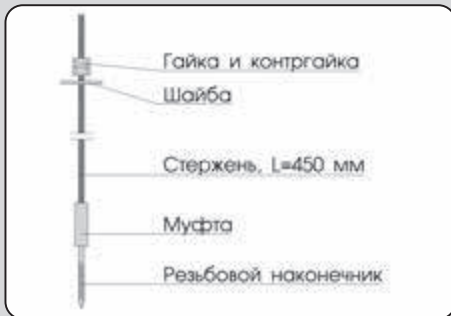 Гайка и контргайка
Шайба
Стержень, L=450 мм
Муфта
Резьбовой наконечник